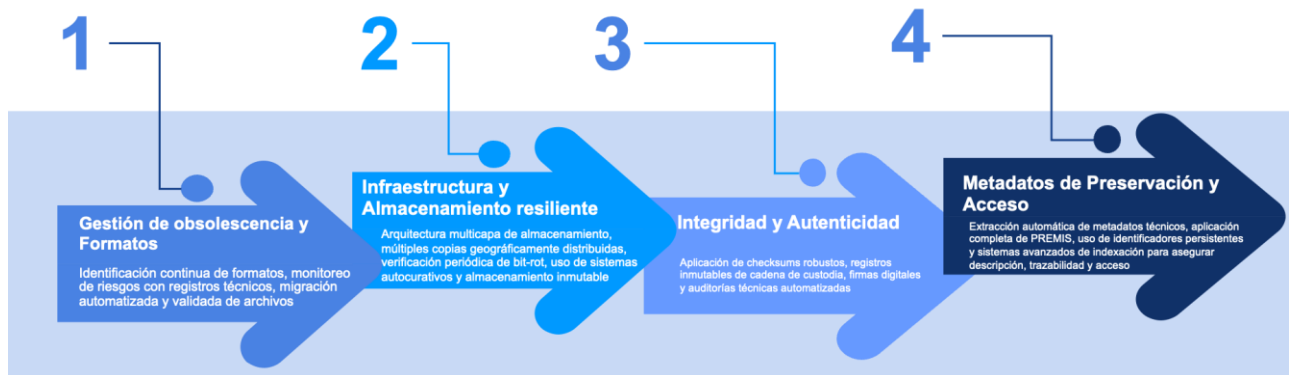 1
2
3
4
Gestión de obsolescencia y
Formatos
Identificación continua de formatos, monitoreo
de riesgos con registros técnicos, migración
automatizada y validada de archivos
Infraestructura y
Almacenamiento resiliente
Arquitectura multicapa de almacenamiento,
múltiples copias geográficamente distribuidas,
verificación periódica de bit-rot, uso de sistemas
autocurativos y almacenamiento inmutable
Integridad y Autenticidad
Aplicación de checksums robustos, registros
inmutables de cadena de custodia, firmas digitales
y auditorías técnicas automatizadas
Metadatos de Preservación y
Acceso
Extracción automática de metadatos técnicos, aplicación
completa de PREMIS, uso de identificadores persistentes
y sistemas avanzados de indexación para asegurar
descripción, trazabilidad y acceso